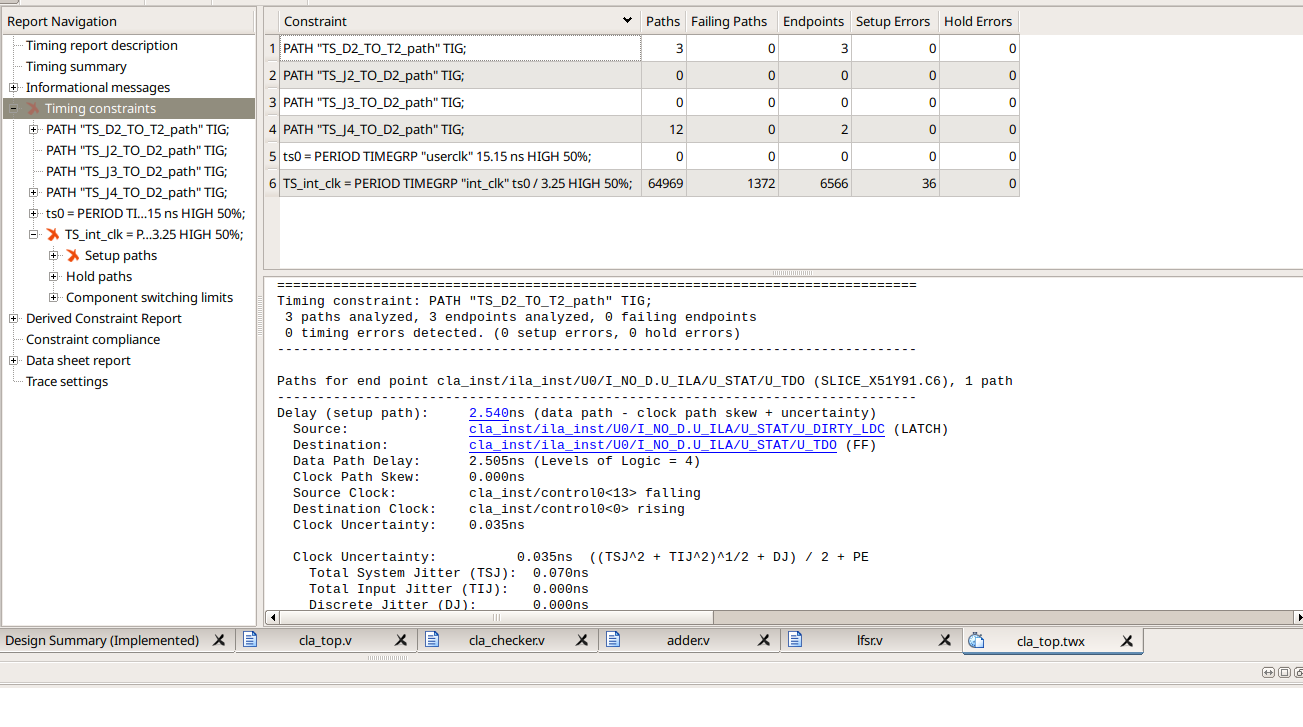 Report Navigation
Timing report description
Timing summary
Informational messages
Timing constraints
PATH "TS_D2_TO_T2_path" TIG;
PATH "TS_J2_TO_D2_path" TIG;
PATH "TS_J3_TO_D2_path" TIG;
PATH "TS_J4_TO_D2_path" TIG;
ts0 = PERIOD TI...15 ns HIGH 50%;
TS_int_clk = P...3.25 HIGH 50%;
Setup paths
Hold paths
Component switching limits
Derived Constraint Report
Constraint compliance
Data sheet report
Trace settings
Constraint Paths Failing Paths Endpoints Setup Errors Hold Errors
1 PATH "TS_D2_TO_T2_path" TIG; 3 0 3 0 0
2 PATH "TS_J2_TO_D2_path" TIG; 0 0 0 0 0
3 PATH "TS_J3_TO_D2_path" TIG; 0 0 0 0 0
4 PATH "TS_J4_TO_D2_path" TIG; 12 0 2 0 0
5 ts0 = PERIOD TIMEGRP "userclk" 15.15 ns HIGH 50%; 0 0 0 0 0
6 TS_int_clk = PERIOD TIMEGRP "int_clk" ts0 / 3.25 HIGH 50%; 64969 1372 6566 36 0
================================================================================
Timing constraint: PATH "TS_D2_TO_T2_path" TIG;
3 paths analyzed, 3 endpoints analyzed, 0 failing endpoints
0 timing errors detected. (0 setup errors, 0 hold errors)
--------------------------------------------------------------------------------
Paths for end point cla_inst/ila_inst/U0/I_NO_D.U_ILA/U_STAT/U_TDO (SLICE_X51Y91.C6), 1 path
--------------------------------------------------------------------------------
Delay (setup path): 2.540ns (data path - clock path skew + uncertainty)
Source: cla_inst/ila_inst/U0/I_NO_D.U_ILA/U_STAT/U_DIRTY_LDC (LATCH)
Destination: cla_inst/ila_inst/U0/I_NO_D.U_ILA/U_STAT/U_TDO (FF)
Data Path Delay: 2.505ns (Levels of Logic = 4)
Clock Path Skew: 0.000ns
Source Clock: cla_inst/control0<13> falling
Destination Clock: cla_inst/control0<0> rising
Clock Uncertainty: 0.035ns
Clock Uncertainty: 0.035ns ((TSJ^2 + TIJ^2)^1/2 + DJ) / 2 + PE
Total System Jitter (TSJ): 0.070ns
Total Input Jitter (TIJ): 0.000ns
Discrete Jitter (DJ): 0.000ns
Design Summary (Implemented) cla_top.v cla_checker.v adder.v lfsr.v cla_top.twx